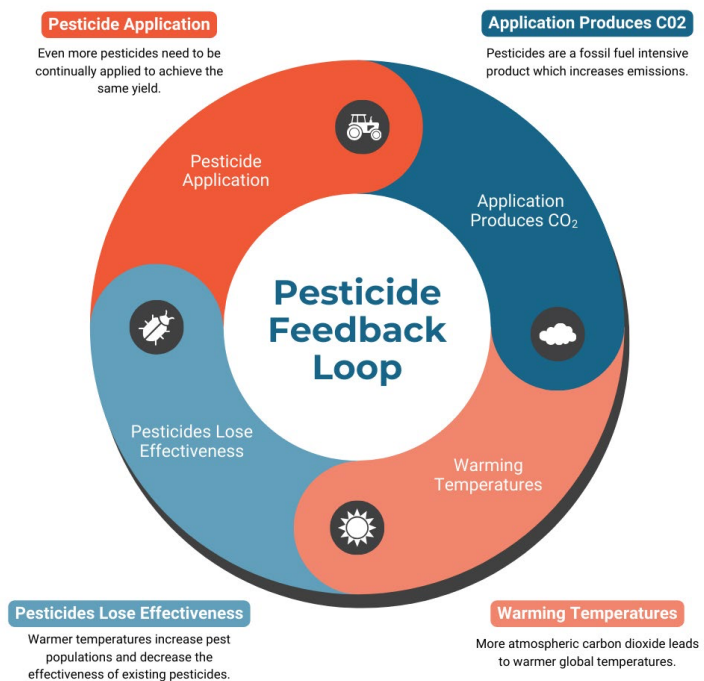 Pesticide Application
Even more pesticides need to be
continually applied to achieve the
same yield.
Application Produces C02
Pesticides are a fossil fuel intensive
product which increases emissions.
Pesticide
Application
Application
Produces CO₂
Pesticide
Feedback
Loop
Pesticides Lose
Effectiveness
Warming
Temperatures
Pesticides Lose Effectiveness
Warmer temperatures increase pest
populations and decrease the
effectiveness of existing pesticides.
Warming Temperatures
More atmospheric carbon dioxide leads
to warmer global temperatures.